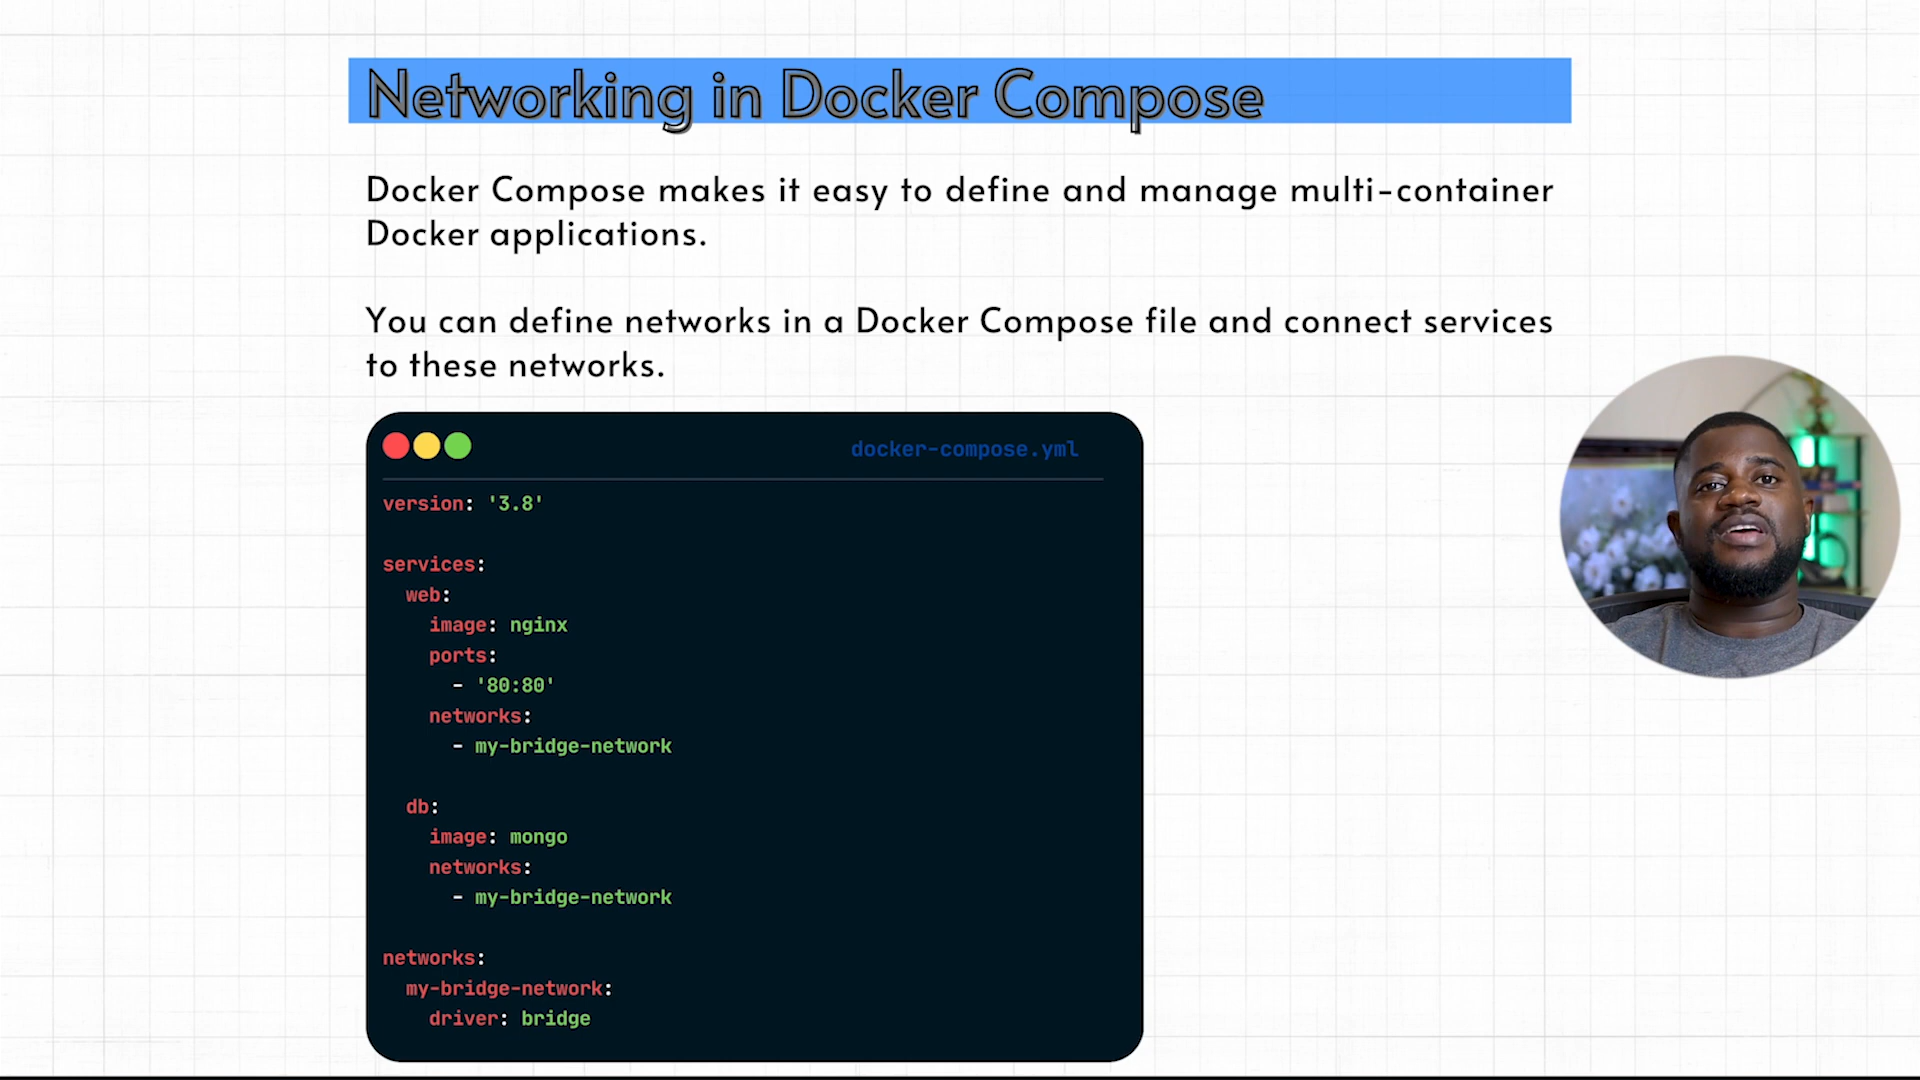 Networking in Docker Compose
Docker Compose makes it easy to define and manage multi-container
Docker applications.
You can define networks in a Docker Compose file and connect services
to these networks.
docker-compose.yml
version: '3.8'
services:
  web:
    image: nginx
    ports:
      - '80:80'
    networks:
      - my-bridge-network
  db:
    image: mongo
    networks:
      - my-bridge-network
networks:
  my-bridge-network:
    driver: bridge